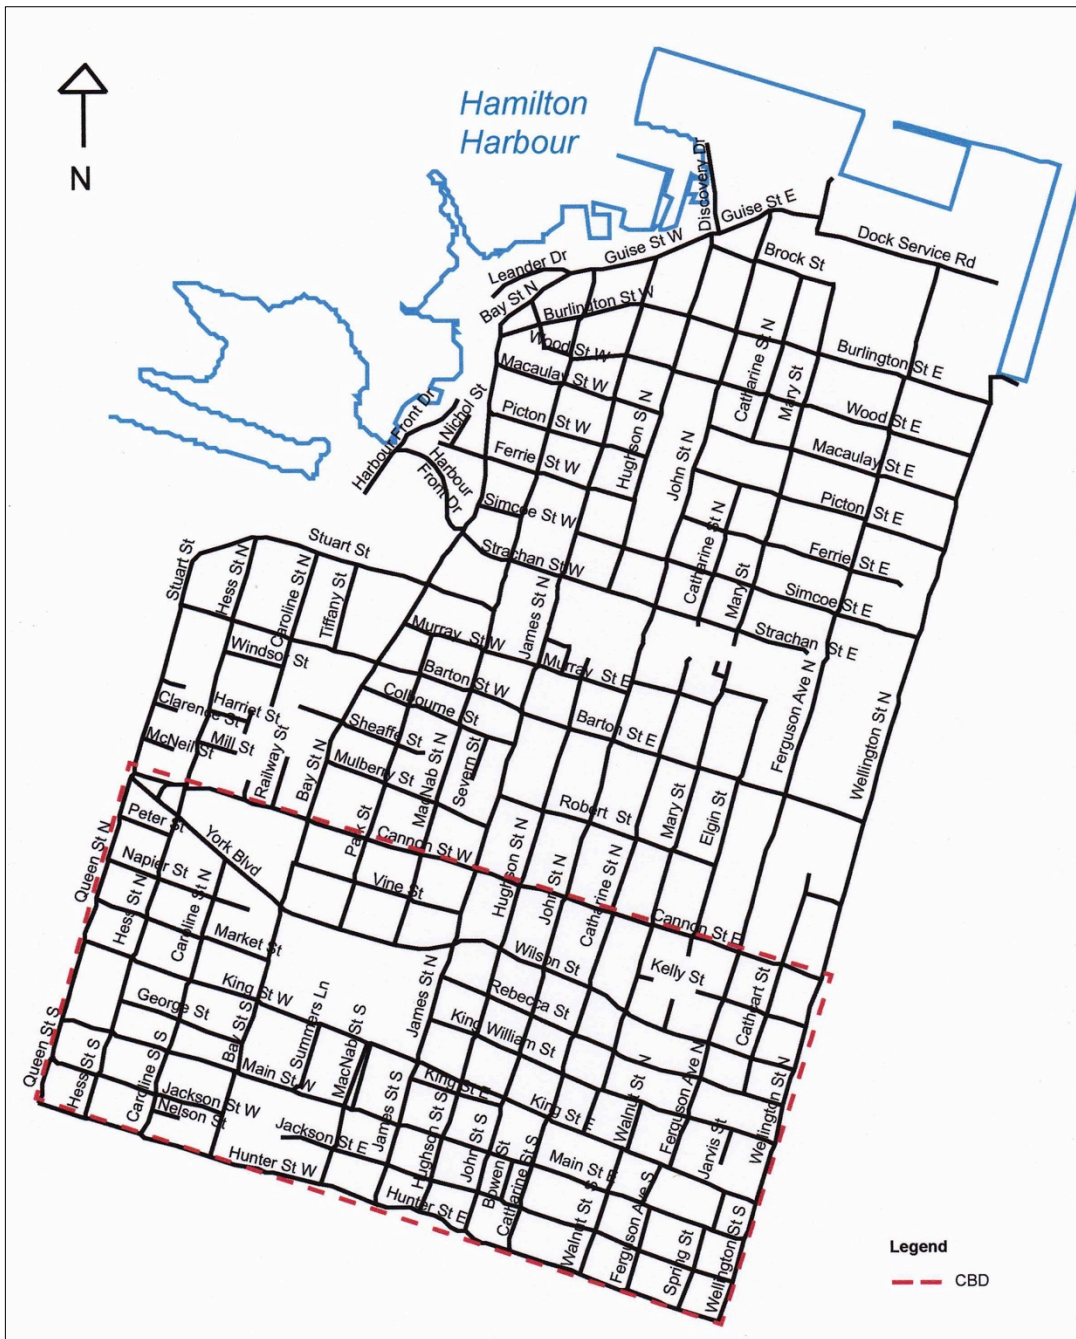 Hamilton
Harbour
N
Discovery Dr
Guise St E
Guise St W
Dock Service Rd
Brock St
Leander Dr
Bay St N
Burlington St W
Wood St W
Burlington St E
Macaulay St W
Catharine St N
Mary St
Wood St E
Harbour Front Dr
Nichol St
Picton St W
Hughson St N
John St N
Macaulay St E
Harbour
Front Dr
Ferrie St W
Picton St E
Simcoe St W
Catharine St N
Mary St
Ferrie St E
Stuart St
Stuart St
Hess St N
Caroline St N
Tiffany St
Strachan St W
Simcoe St E
James St N
Strachan St E
Murray St W
Murray St E
Windsor St
Barton St W
Ferguson Ave N
Wellington St N
Colbourne St
Barton St E
Clarence St
Harriet St
Sheaffe St
McNeil St
Mill St
Railway St
Bay St N
Mulberry St
MacNab St N
Severn St
Robert St
Mary St
Elgin St
Peter St
York Blvd
Park St
Cannon St W
Queen St N
Napier St
Vine St
Hughson St N
John St N
Catharine St N
Cannon St E
Hess St N
Caroline St N
Market St
Wilson St
Kelly St
Cathcart St
King St W
James St N
Rebecca St
George St
Summers Ln
King William St
Queen St S
Bay St S
Main St W
MacNab St S
Hess St S
Caroline S S
King St E
King St E
Walnut St N
Ferguson Ave N
Wellington St N
Jackson St W
Nelson St
James St S
Hughson St S
John St S
Jarvis St
Jackson St E
Bowen St
Catharine St S
Main St E
Hunter St W
Hunter St E
Walnut St S
Ferguson Ave S
Spring St
Wellington St S
Legend
CBD